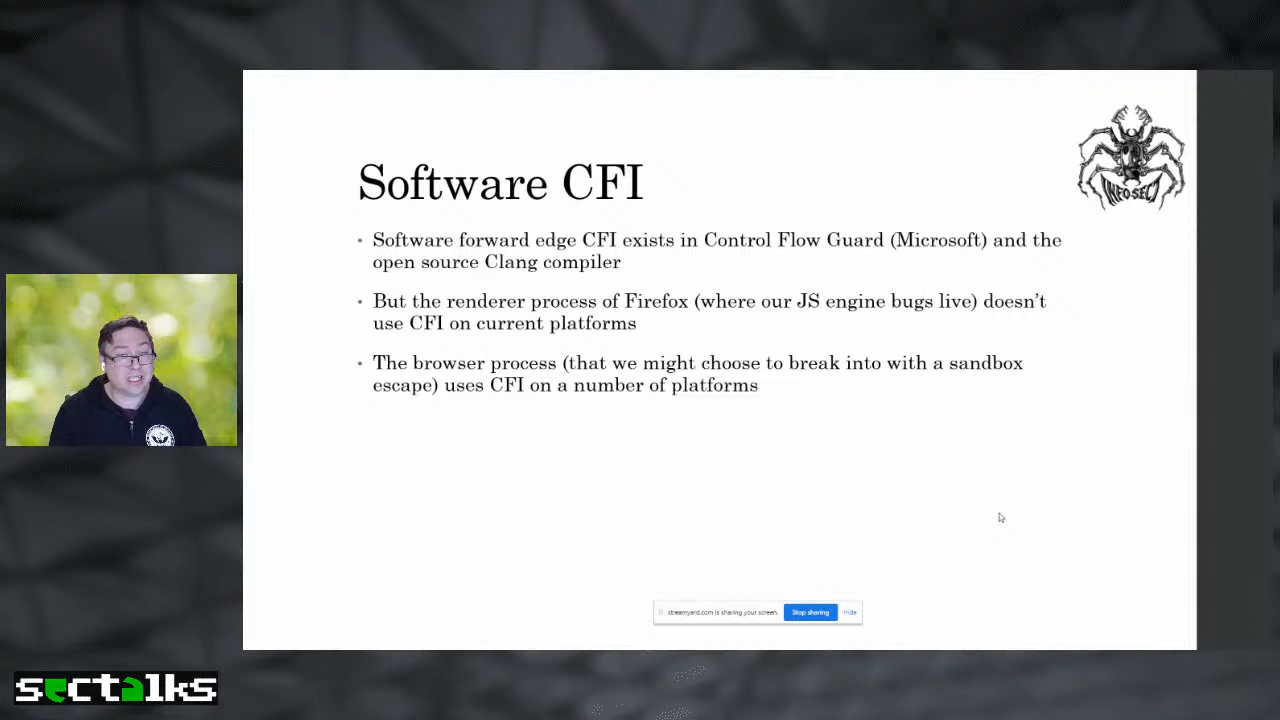 Software CFI
INFOSECT
• Software forward edge CFI exists in Control Flow Guard (Microsoft) and the
open source Clang compiler
• But the renderer process of Firefox (where our JS engine bugs live) doesn’t
use CFI on current platforms
• The browser process (that we might choose to break into with a sandbox
escape) uses CFI on a number of platforms
streamyard.com is sharing your screen.
Stop sharing
Hide
sectalks